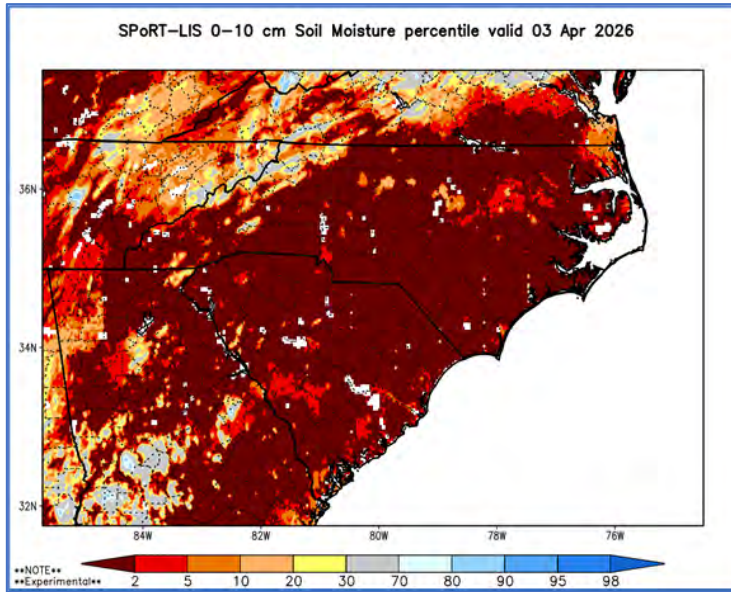 SPoRT-LIS 0-10 cm Soil Moisture percentile valid 03 Apr 2026
36N
34N
32N
84W 82W 80W 78W 76W
**NOTE**
**Experimental**
2 5 10 20 30 70 80 90 95 98